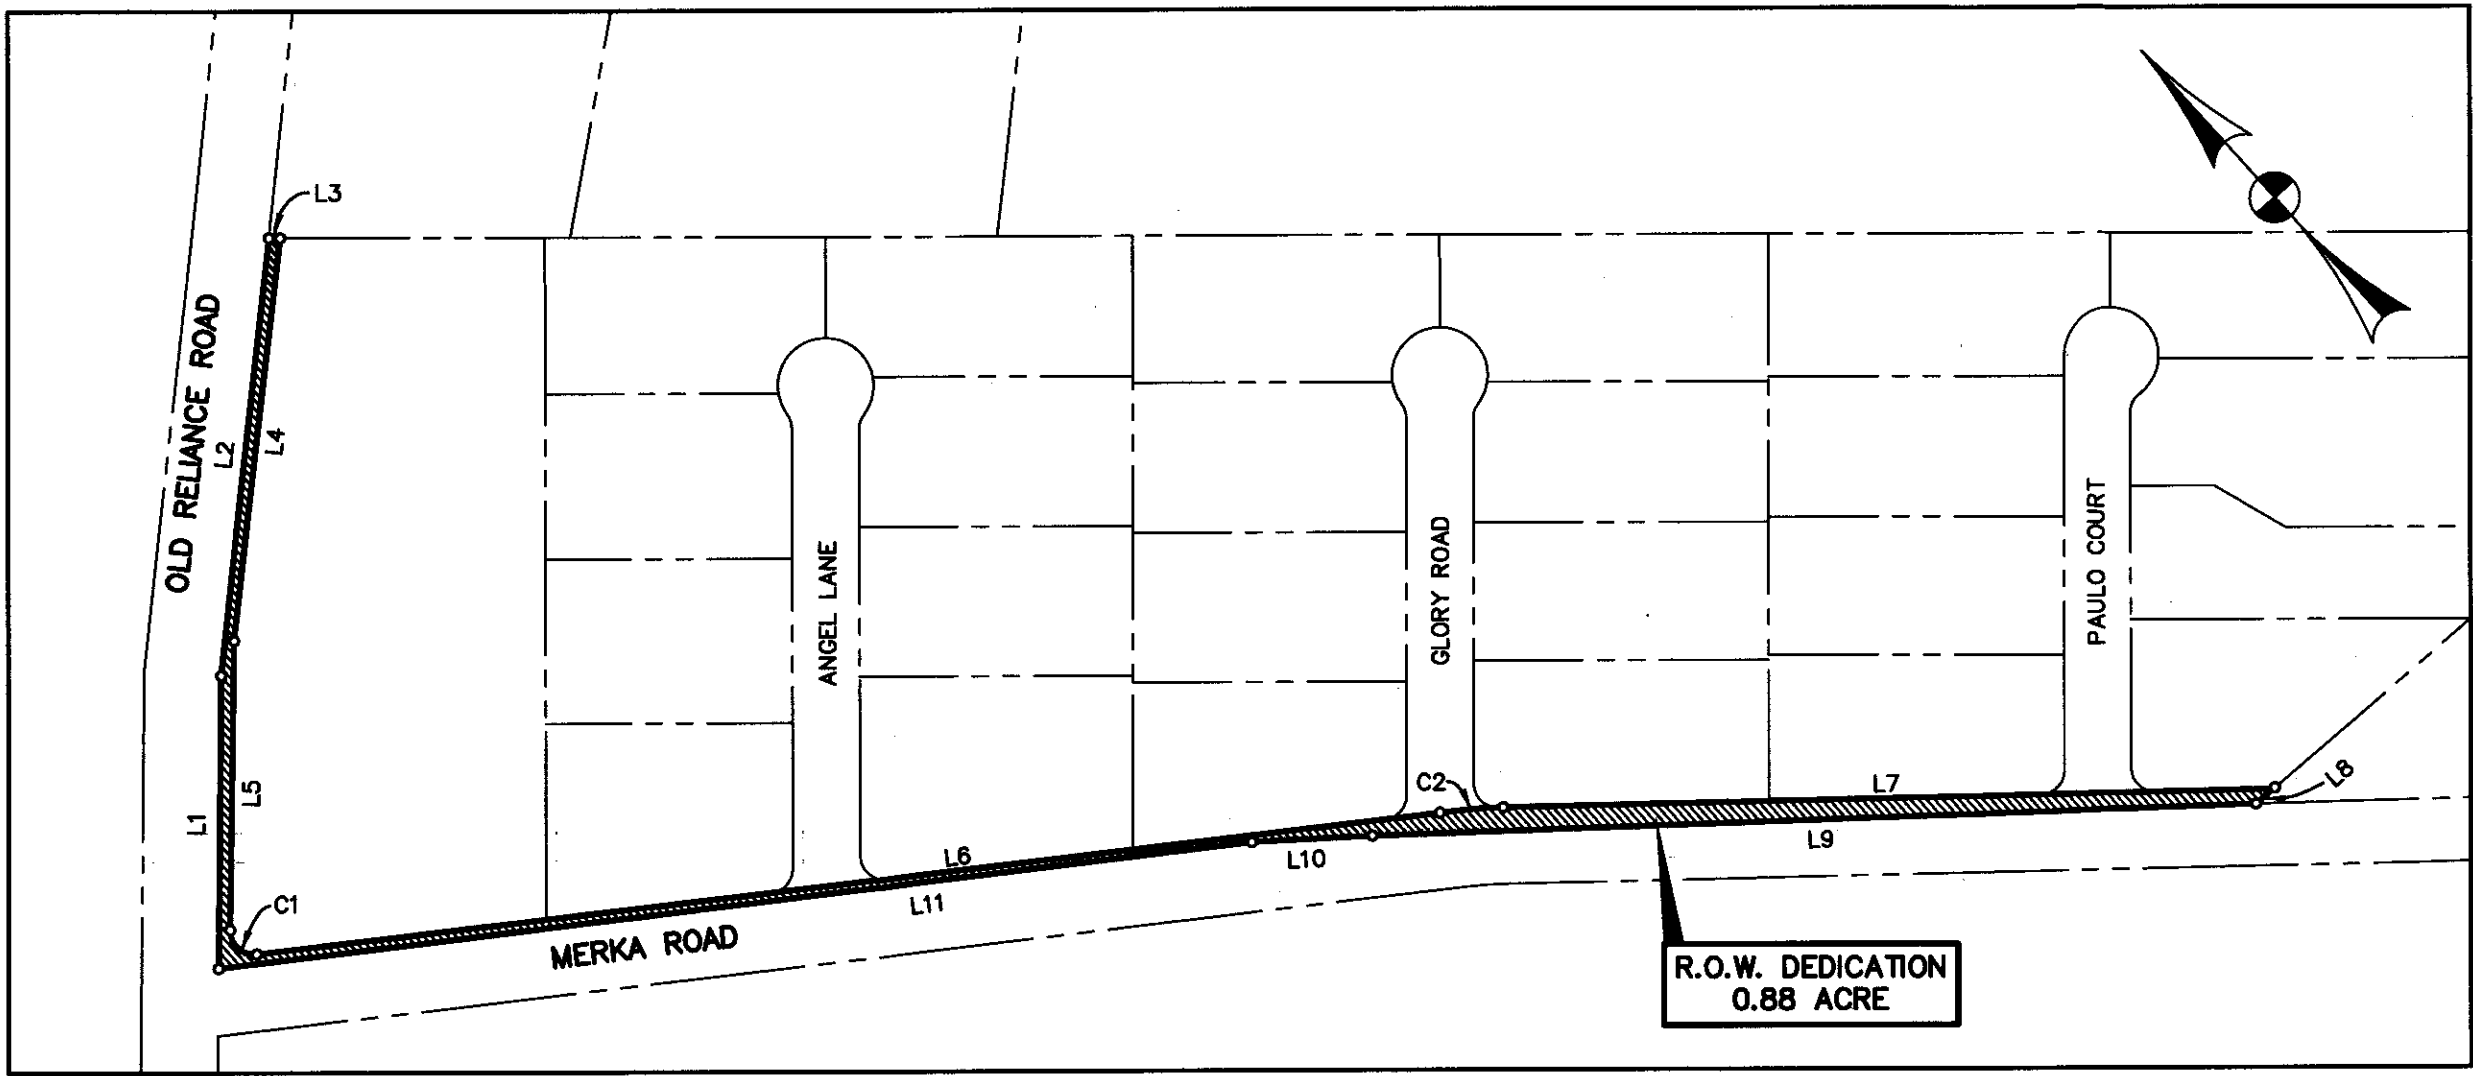 L3
OLD RELIANCE ROAD
L2
L4
ANGEL LANE
GLORY ROAD
PAULO COURT
L1
L5
C1
C2
L7
L8
L6
L10
L9
L11
MERKA ROAD
R.O.W. DEDICATION
0.88 ACRE